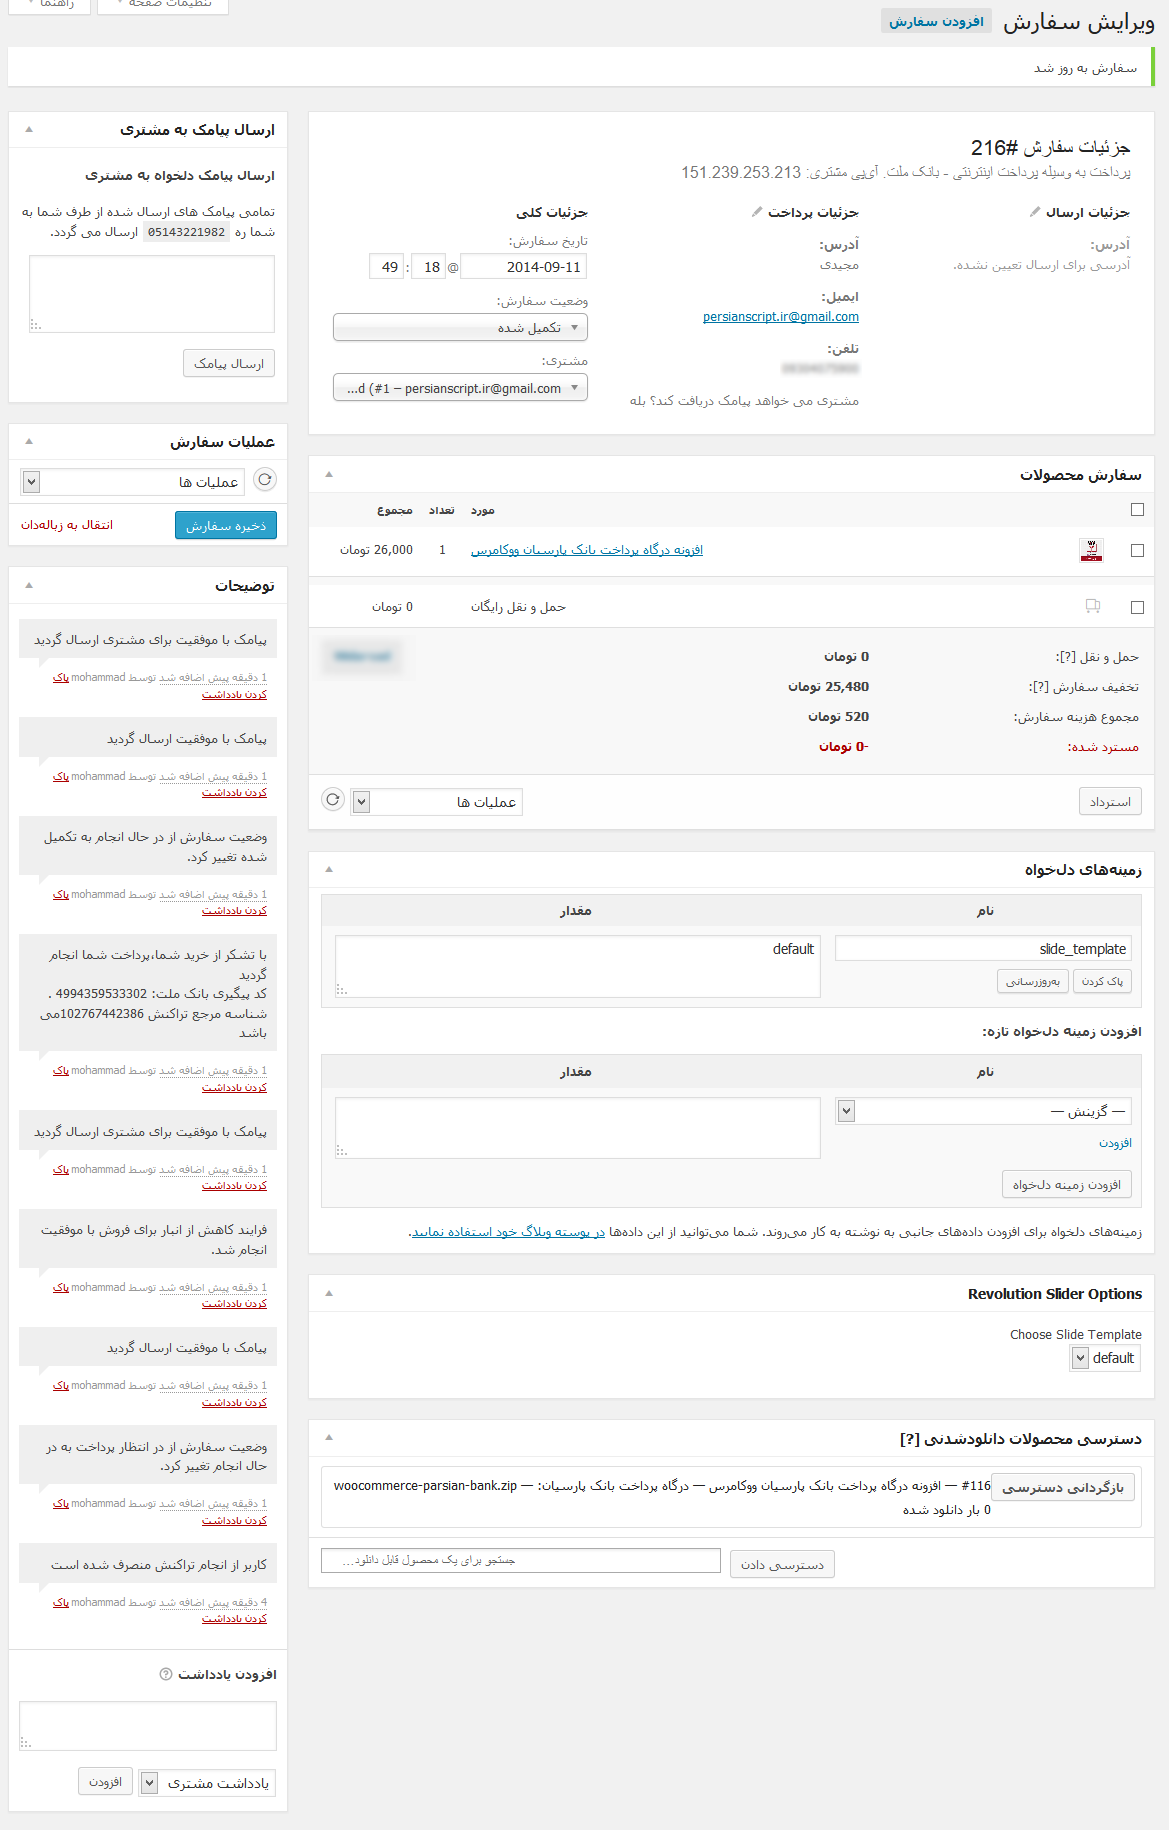 ویرایش سفارش افزودن سفارش
تنظیمات صفحه
راهنما
سفارش به روز شد
جزئیات سفارش #216
پرداخت به وسیله پرداخت اینترنتی - بانک ملت. آی‌پی مشتری: 151.239.253.213
جزئیات کلی
تاریخ سفارش:
2014-09-11 @ 18 : 49
وضعیت سفارش:
تکمیل شده
مشتری:
...d (#1 – persianscript.ir@gmail.com
جزئیات پرداخت
آدرس:
مجیدی
ایمیل:
persianscript.ir@gmail.com
تلفن:
مشتری می خواهد پیامک دریافت کند؟ بله
جزئیات ارسال
آدرس:
آدرسی برای ارسال تعیین نشده.
سفارش محصولات
مورد تعداد مجموع
افزونه درگاه پرداخت بانک پارسیان ووکامرس 1 26,000 تومان
حمل و نقل رایگان 0 تومان
حمل و نقل [?]: 0 تومان
تخفیف سفارش [?]: 25,480 تومان
مجموع هزینه سفارش: 520 تومان
مسترد شده: -0 تومان
استرداد
عملیات ها
زمینه‌های دلخواه
نام مقدار
slide_template default
پاک کردن به‌روزرسانی
افزودن زمینه دلخواه تازه:
نام مقدار
— گزینش —
افزودن
افزودن زمینه دلخواه
زمینه‌های دلخواه برای افزودن داده‌های جانبی به نوشته به کار می‌روند. شما می‌توانید از این داده‌ها در پوسته وبلاگ خود استفاده نمایید.
Revolution Slider Options
Choose Slide Template
default
دسترسی محصولات دانلودشدنی [?]
بازگردانی دسترسی
#116 — افزونه درگاه پرداخت بانک پارسیان ووکامرس — درگاه پرداخت بانک پارسیان: — woocommerce-parsian-bank.zip
0 بار دانلود شده
دسترسی دادن
جستجو برای یک محصول قابل دانلود...
ارسال پیامک به مشتری
ارسال پیامک دلخواه به مشتری
تمامی پیامک های ارسال شده از طرف شما به
شما ره 05143221982 ارسال می گردد.
ارسال پیامک
عملیات سفارش
عملیات ها
ذخیره سفارش
انتقال به زباله‌دان
توضیحات
پیامک با موفقیت برای مشتری ارسال گردید
1 دقیقه پیش اضافه شد توسط mohammad پاک
کردن یادداشت
پیامک با موفقیت ارسال گردید
1 دقیقه پیش اضافه شد توسط mohammad پاک
کردن یادداشت
وضعیت سفارش از در حال انجام به تکمیل
شده تغییر کرد.
1 دقیقه پیش اضافه شد توسط mohammad پاک
کردن یادداشت
با تشکر از خرید شما،پرداخت شما انجام
گردید
کد پیگیری بانک ملت: 4994359533302 .
شناسه مرجع تراکنش 102767442386می
باشد
1 دقیقه پیش اضافه شد توسط mohammad پاک
کردن یادداشت
پیامک با موفقیت برای مشتری ارسال گردید
1 دقیقه پیش اضافه شد توسط mohammad پاک
کردن یادداشت
فرایند کاهش از انبار برای فروش با موفقیت
انجام شد.
1 دقیقه پیش اضافه شد توسط mohammad پاک
کردن یادداشت
پیامک با موفقیت ارسال گردید
1 دقیقه پیش اضافه شد توسط mohammad پاک
کردن یادداشت
وضعیت سفارش از در انتظار پرداخت به در
حال انجام تغییر کرد.
1 دقیقه پیش اضافه شد توسط mohammad پاک
کردن یادداشت
کاربر از انجام تراکنش منصرف شده است
4 دقیقه پیش اضافه شد توسط mohammad پاک
کردن یادداشت
افزودن یادداشت
یادداشت مشتری
افزودن